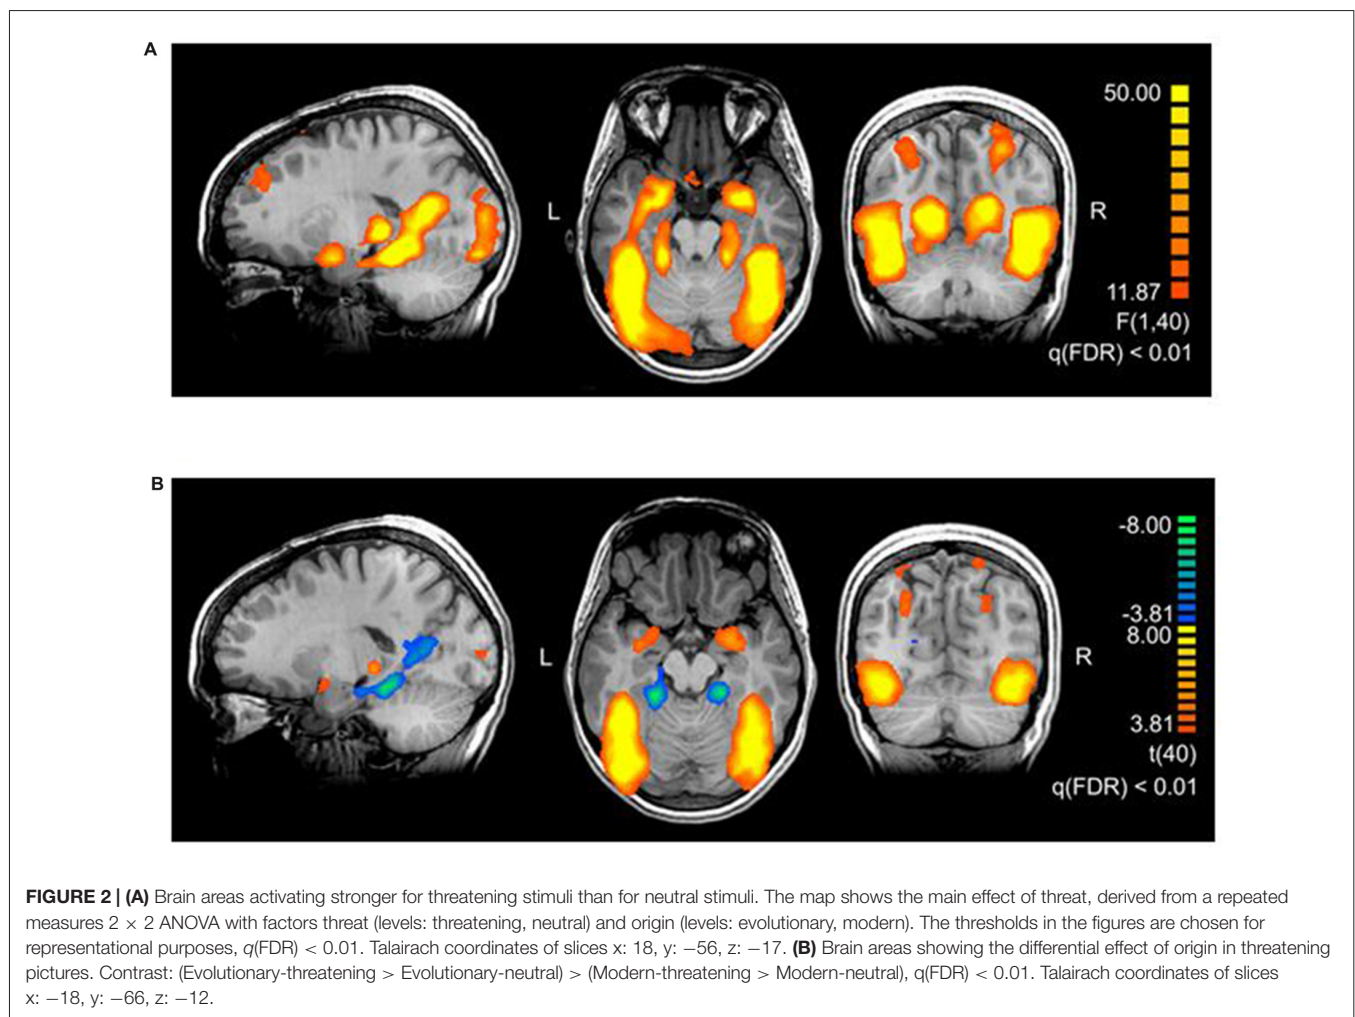 A
50.00
L
R
11.87
F(1,40)
q(FDR) < 0.01
B
-8.00
-3.81
8.00
L
R
3.81
t(40)
q(FDR) < 0.01
FIGURE 2 | (A) Brain areas activating stronger for threatening stimuli than for neutral stimuli. The map shows the main effect of threat, derived from a repeated
measures 2 × 2 ANOVA with factors threat (levels: threatening, neutral) and origin (levels: evolutionary, modern). The thresholds in the figures are chosen for
representational purposes, q(FDR) < 0.01. Talairach coordinates of slices x: 18, y: −56, z: −17. (B) Brain areas showing the differential effect of origin in threatening
pictures. Contrast: (Evolutionary-threatening > Evolutionary-neutral) > (Modern-threatening > Modern-neutral), q(FDR) < 0.01. Talairach coordinates of slices
x: −18, y: −66, z: −12.